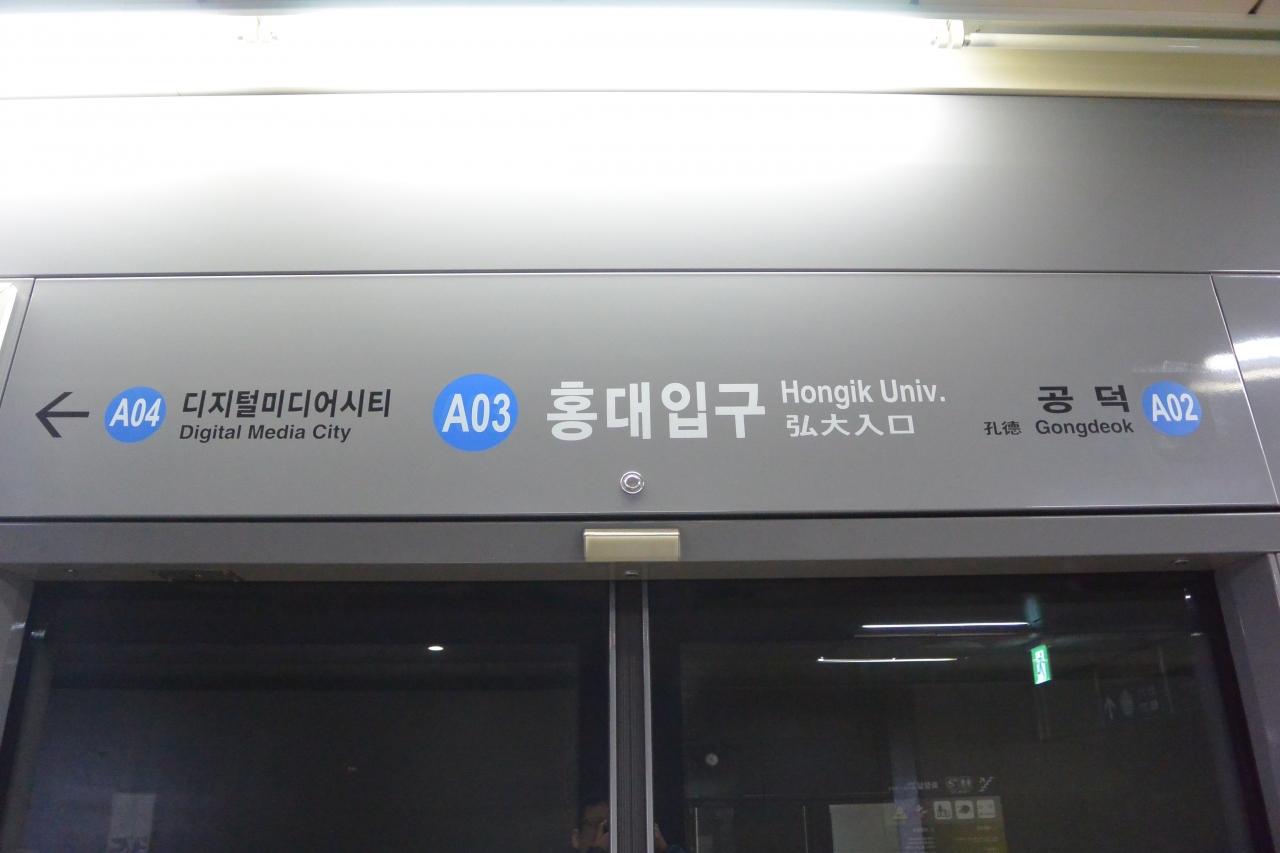 A04 디지털미디어시티
Digital Media City
A03 홍대입구
Hongik Univ.
弘大入口
공덕 A02
孔德 Gongdeok